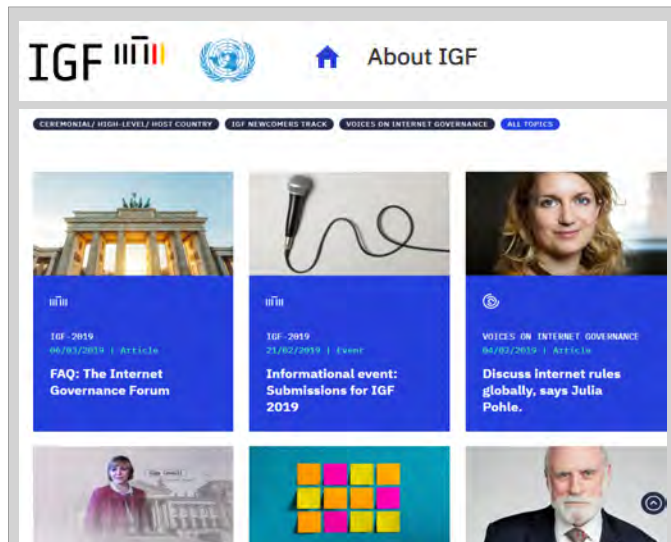 IGF
About IGF
CEREMONIAL/ HIGH-LEVEL/ HOST COUNTRY
IGF NEWCOMERS TRACK
VOICES ON INTERNET GOVERNANCE
ALL TOPICS
IGF-2019
06/03/2019 | Article
FAQ: The Internet
Governance Forum
IGF-2019
21/02/2019 | Event
Informational event:
Submissions for IGF
2019
VOICES ON INTERNET GOVERNANCE
04/02/2019 | Article
Discuss internet rules
globally, says Julia
Pohle.